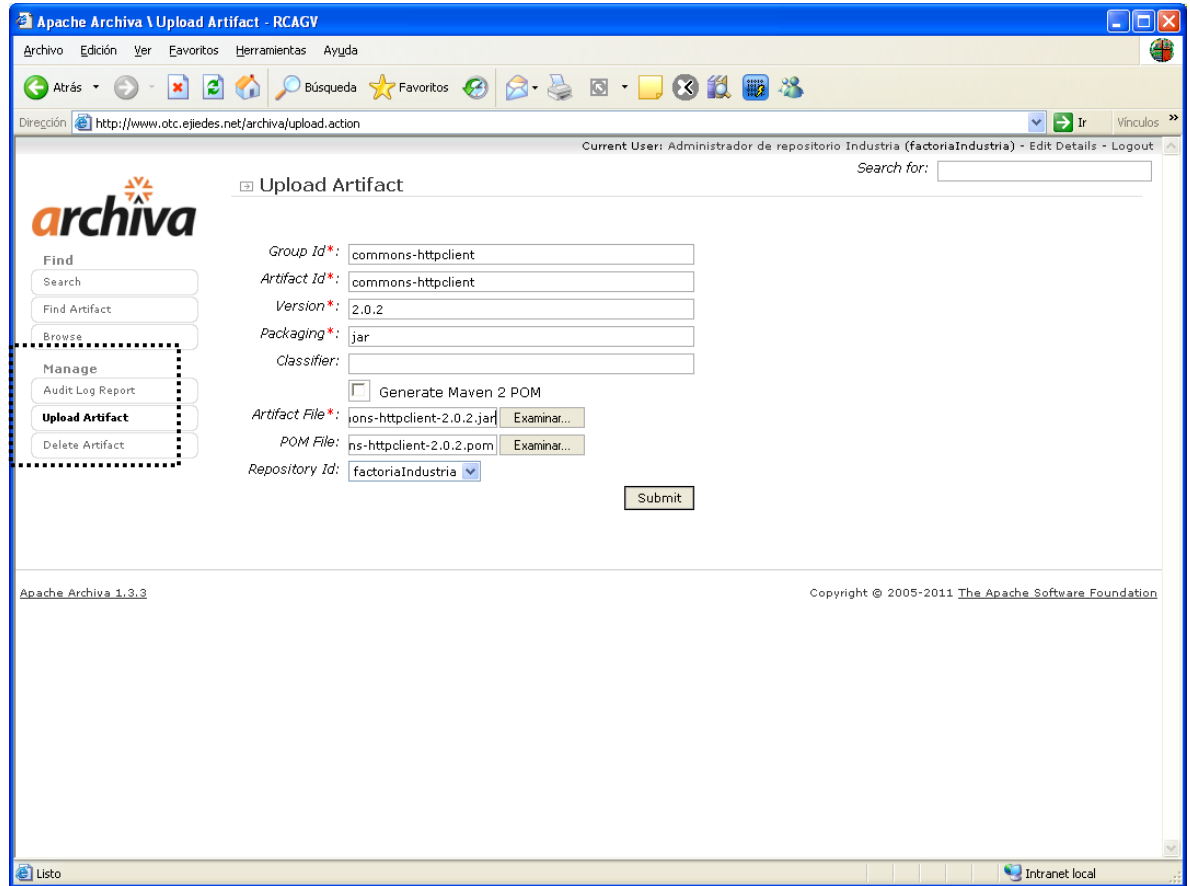 Apache Archiva \ Upload Artifact - RCAGV
Archivo Edición Ver Favoritos Herramientas Ayuda
Atrás Búsqueda Favoritos
Dirección http://www.otc.ejiedes.net/archiva/upload.action Ir Vínculos »
Current User: Administrador de repositorio Industria (factoriaIndustria) - Edit Details - Logout
Search for:
archiva
Find
Search
Find Artifact
Browse
Manage
Audit Log Report
Upload Artifact
Delete Artifact
Upload Artifact
Group Id*: commons-httpclient
Artifact Id*: commons-httpclient
Version*: 2.0.2
Packaging*: jar
Classifier:
Generate Maven 2 POM
Artifact File*: ons-httpclient-2.0.2.jar Examinar...
POM File: ns-httpclient-2.0.2.pom Examinar...
Repository Id: factoriaIndustria
Submit
Apache Archiva 1.3.3 Copyright © 2005-2011 The Apache Software Foundation
Listo Intranet local